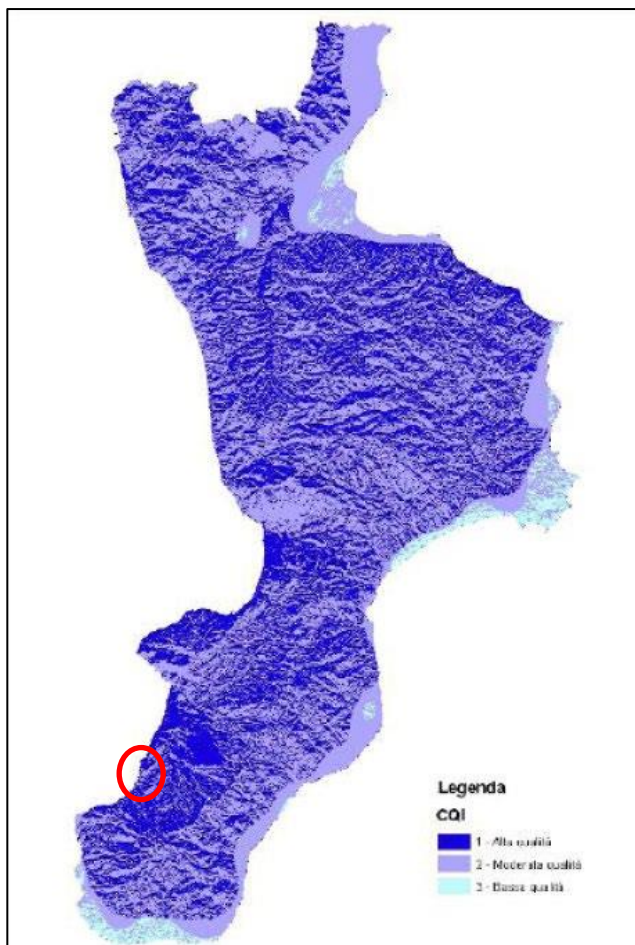 Legenda
CQI
1 - Alta qualità
2 - Moderata qualità
3 - Bassa qualità